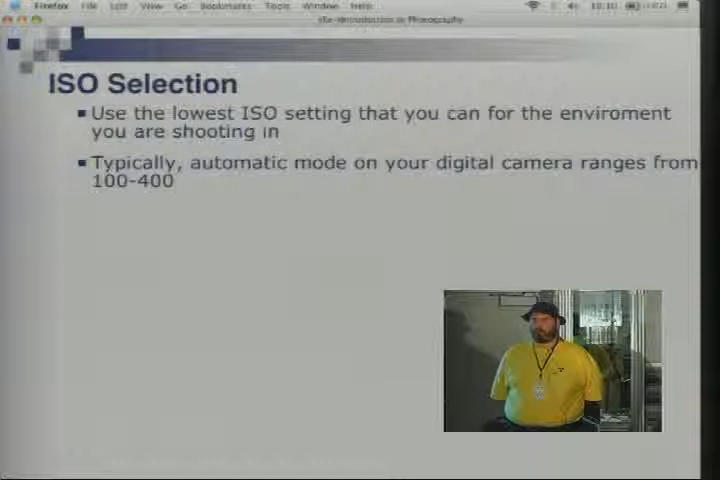 Firefox File Edit View Go Bookmarks Tools Window Help
ISO Selection
Use the lowest ISO setting that you can for the enviroment
you are shooting in
Typically, automatic mode on your digital camera ranges from
100-400